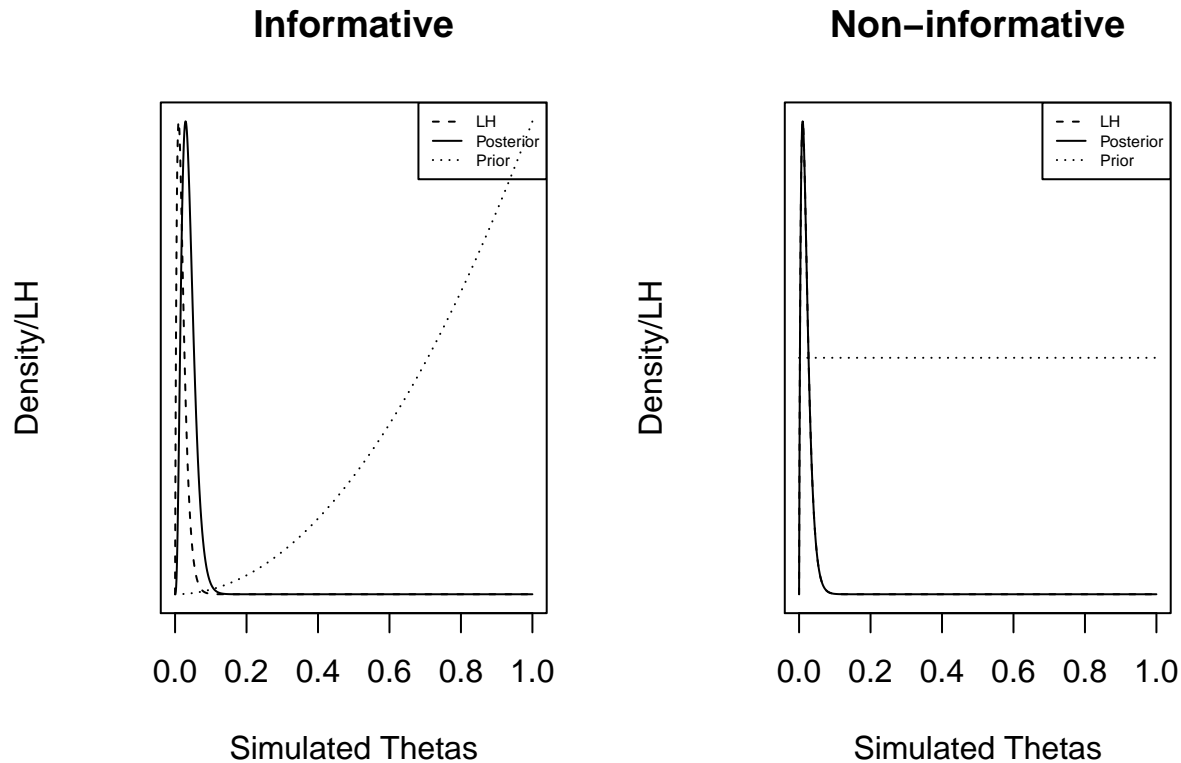 Informative
Density/LH
LH
Posterior
Prior
0.0 0.2 0.4 0.6 0.8 1.0
Simulated Thetas
Non−informative
Density/LH
LH
Posterior
Prior
0.0 0.2 0.4 0.6 0.8 1.0
Simulated Thetas